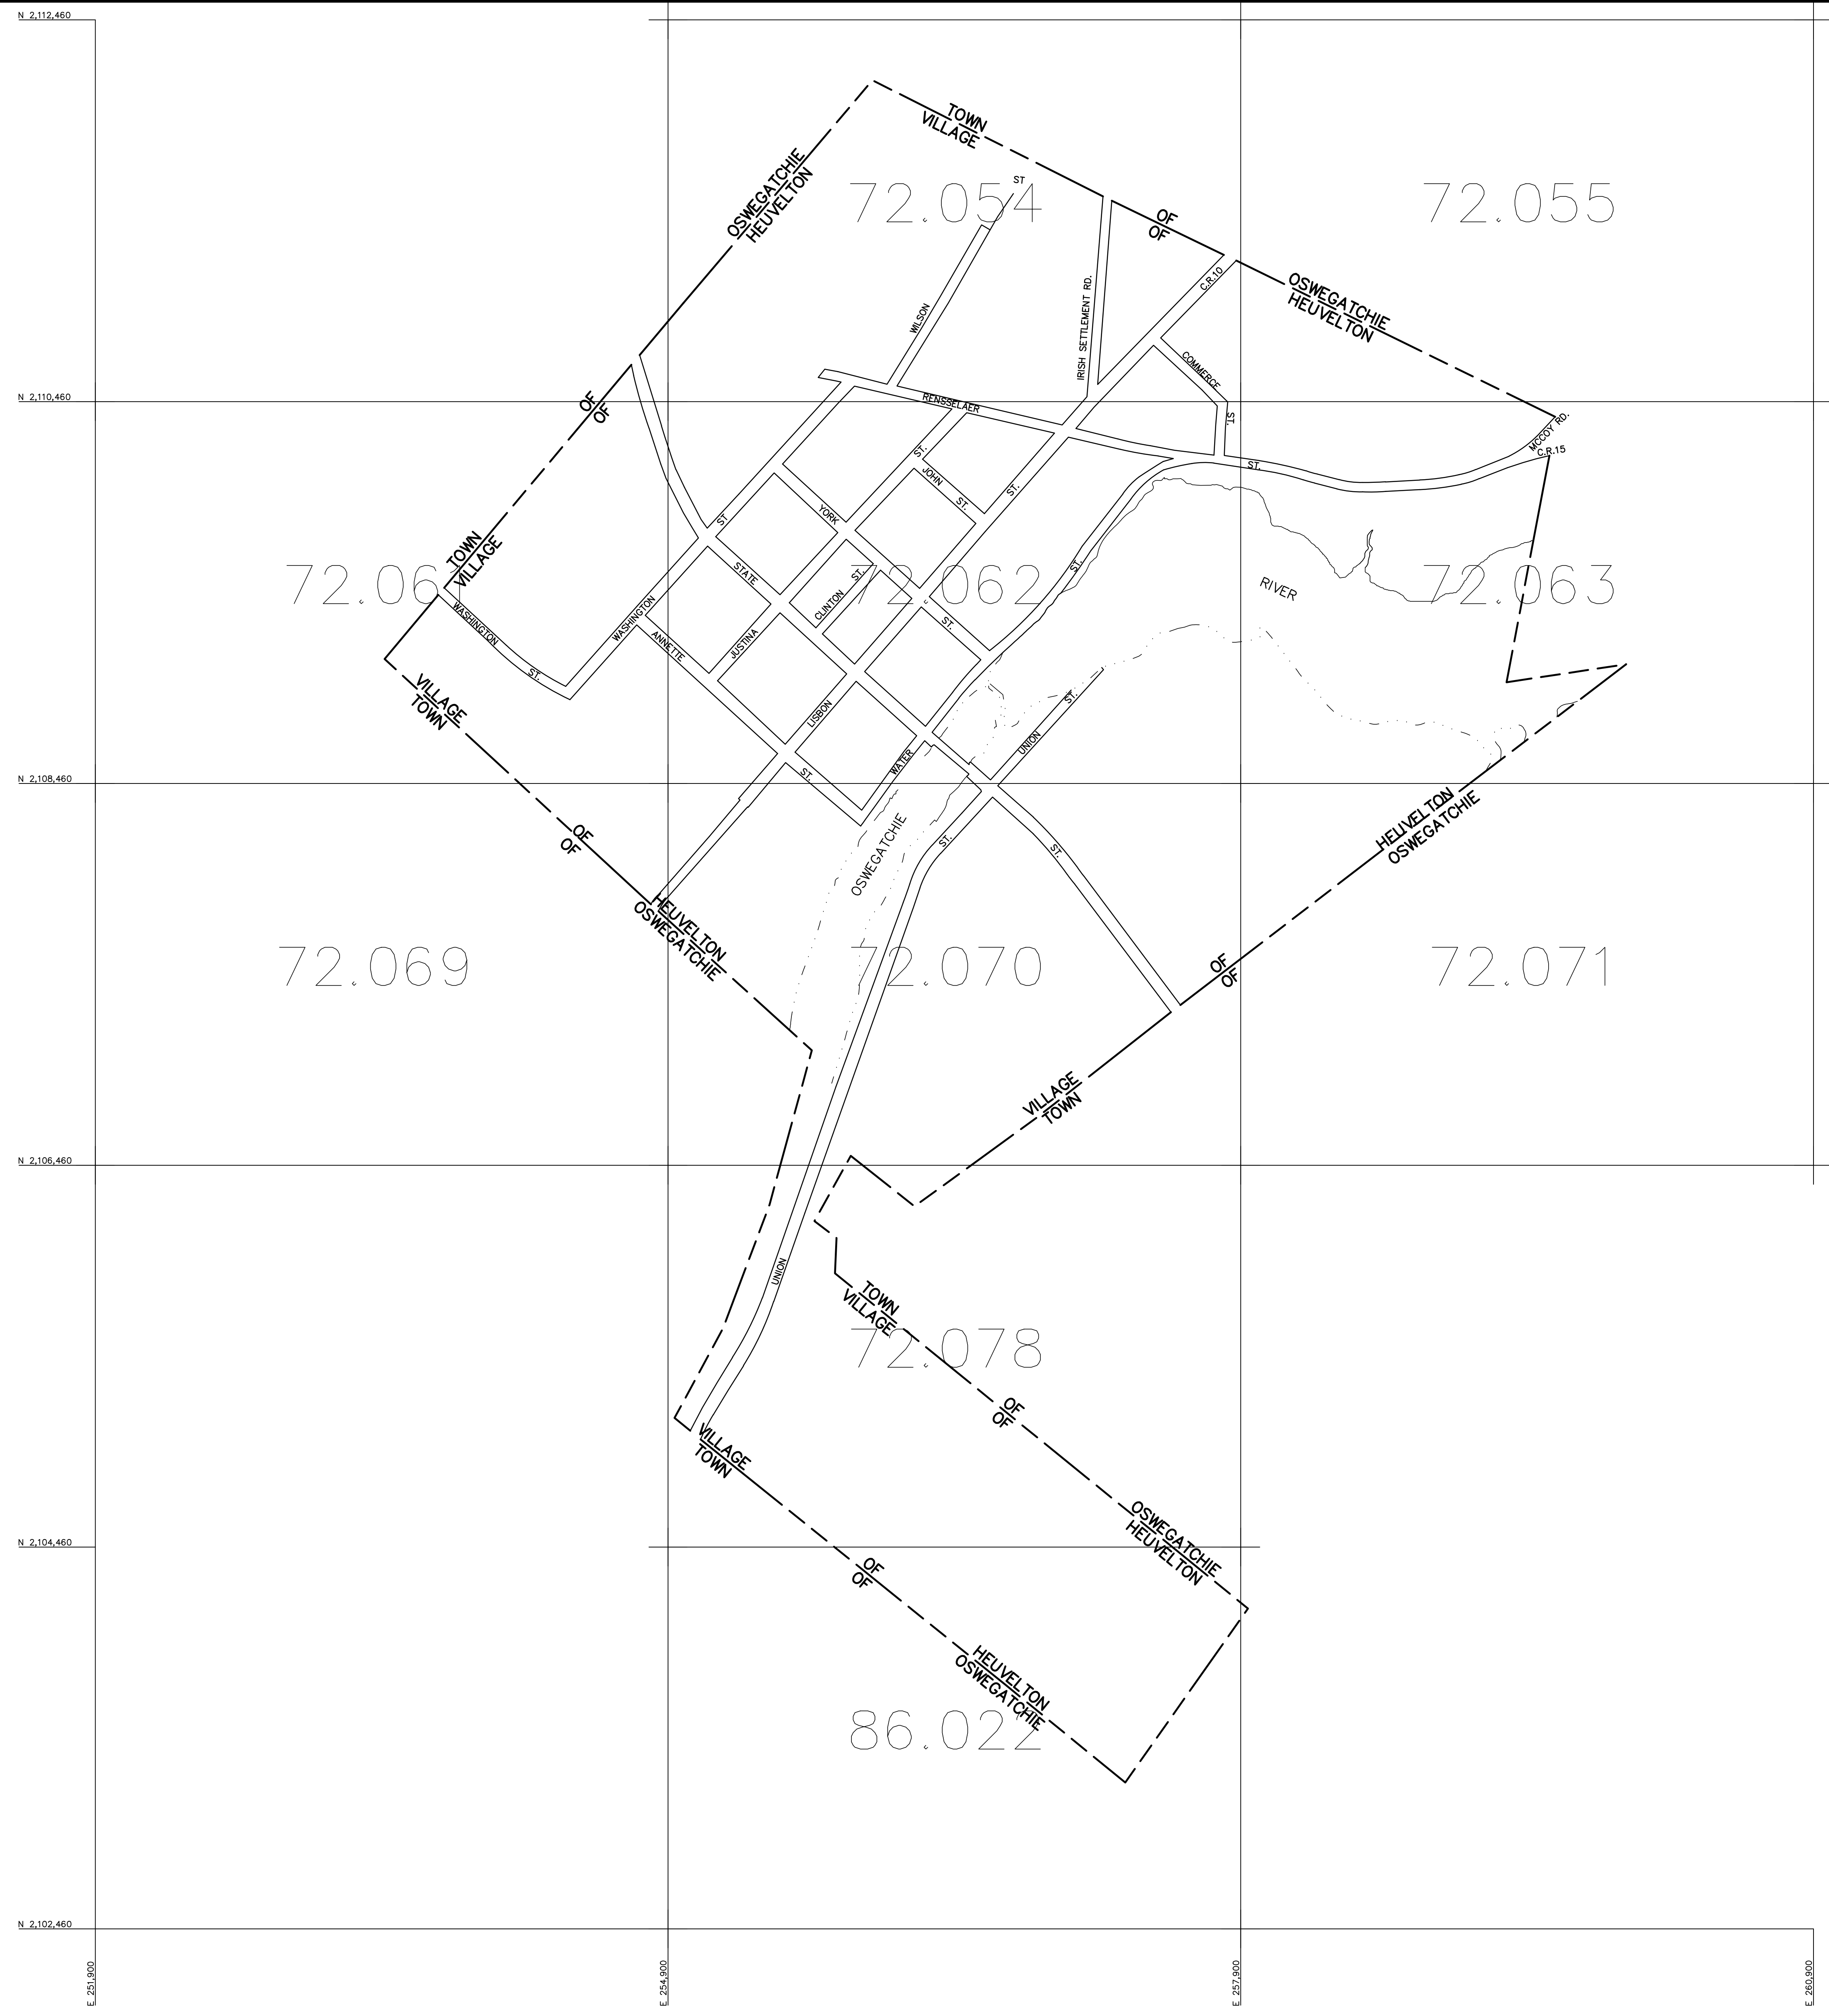 N 2,112,460
TOWN
VILLAGE
OSWEGATCHIE
HEUVELTON
ST
72.054
72.055
OF
OF
C.R.10
OSWEGATCHIE
HEUVELTON
IRISH SETTLEMENT RD.
WILSON
COMMERCE
ST.
N 2,110,460
OF
OF
RENSSELAER
MCCOY RD.
C.R.15
ST.
ST.
JOHN
ST.
ST.
YORK
ST
TOWN
VILLAGE
STATE
ST.
ST.
72.06
72.062
72.063
RIVER
CLINTON
WASHINGTON
ST.
WASHINGTON
ANNETTE
JUSTINA
ST.
VILLAGE
TOWN
LISBON
UNION
ST.
WATER
ST.
N 2,108,460
OSWEGATCHIE
ST.
ST.
HEUVELTON
OSWEGATCHIE
OF
OF
HEUVELTON
OSWEGATCHIE
72.069
72.070
OF
OF
72.071
VILLAGE
TOWN
N 2,106,460
UNION
TOWN
VILLAGE
72.078
OF
OF
VILLAGE
TOWN
OSWEGATCHIE
HEUVELTON
N 2,104,460
OF
OF
HEUVELTON
OSWEGATCHIE
86.022
N 2,102,460
E 251,900
E 254,900
E 257,900
E 260,900